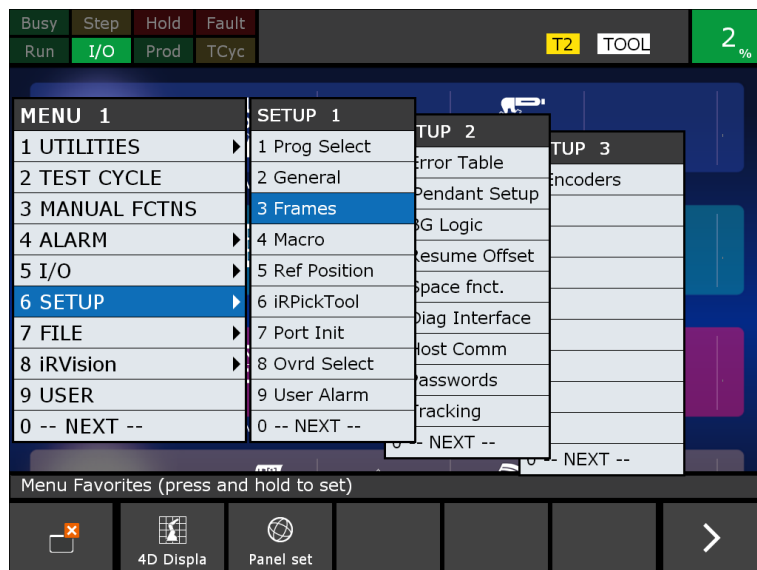 Busy Step Hold Fault
Run I/O Prod TCyc
T2 TOOL
2 %
MENU 1
1 UTILITIES
2 TEST CYCLE
3 MANUAL FCTNS
4 ALARM
5 I/O
6 SETUP
7 FILE
8 iRVision
9 USER
0 -- NEXT --
SETUP 1
1 Prog Select
2 General
3 Frames
4 Macro
5 Ref Position
6 iRPickTool
7 Port Init
8 Ovrd Select
9 User Alarm
0 -- NEXT --
TUP 2
Error Table
Pendant Setup
BG Logic
Resume Offset
Space fnct.
Diag Interface
Host Comm
Passwords
Tracking
0 -- NEXT --
TUP 3
Encoders
0 -- NEXT --
Menu Favorites (press and hold to set)
4D Displa
Panel set